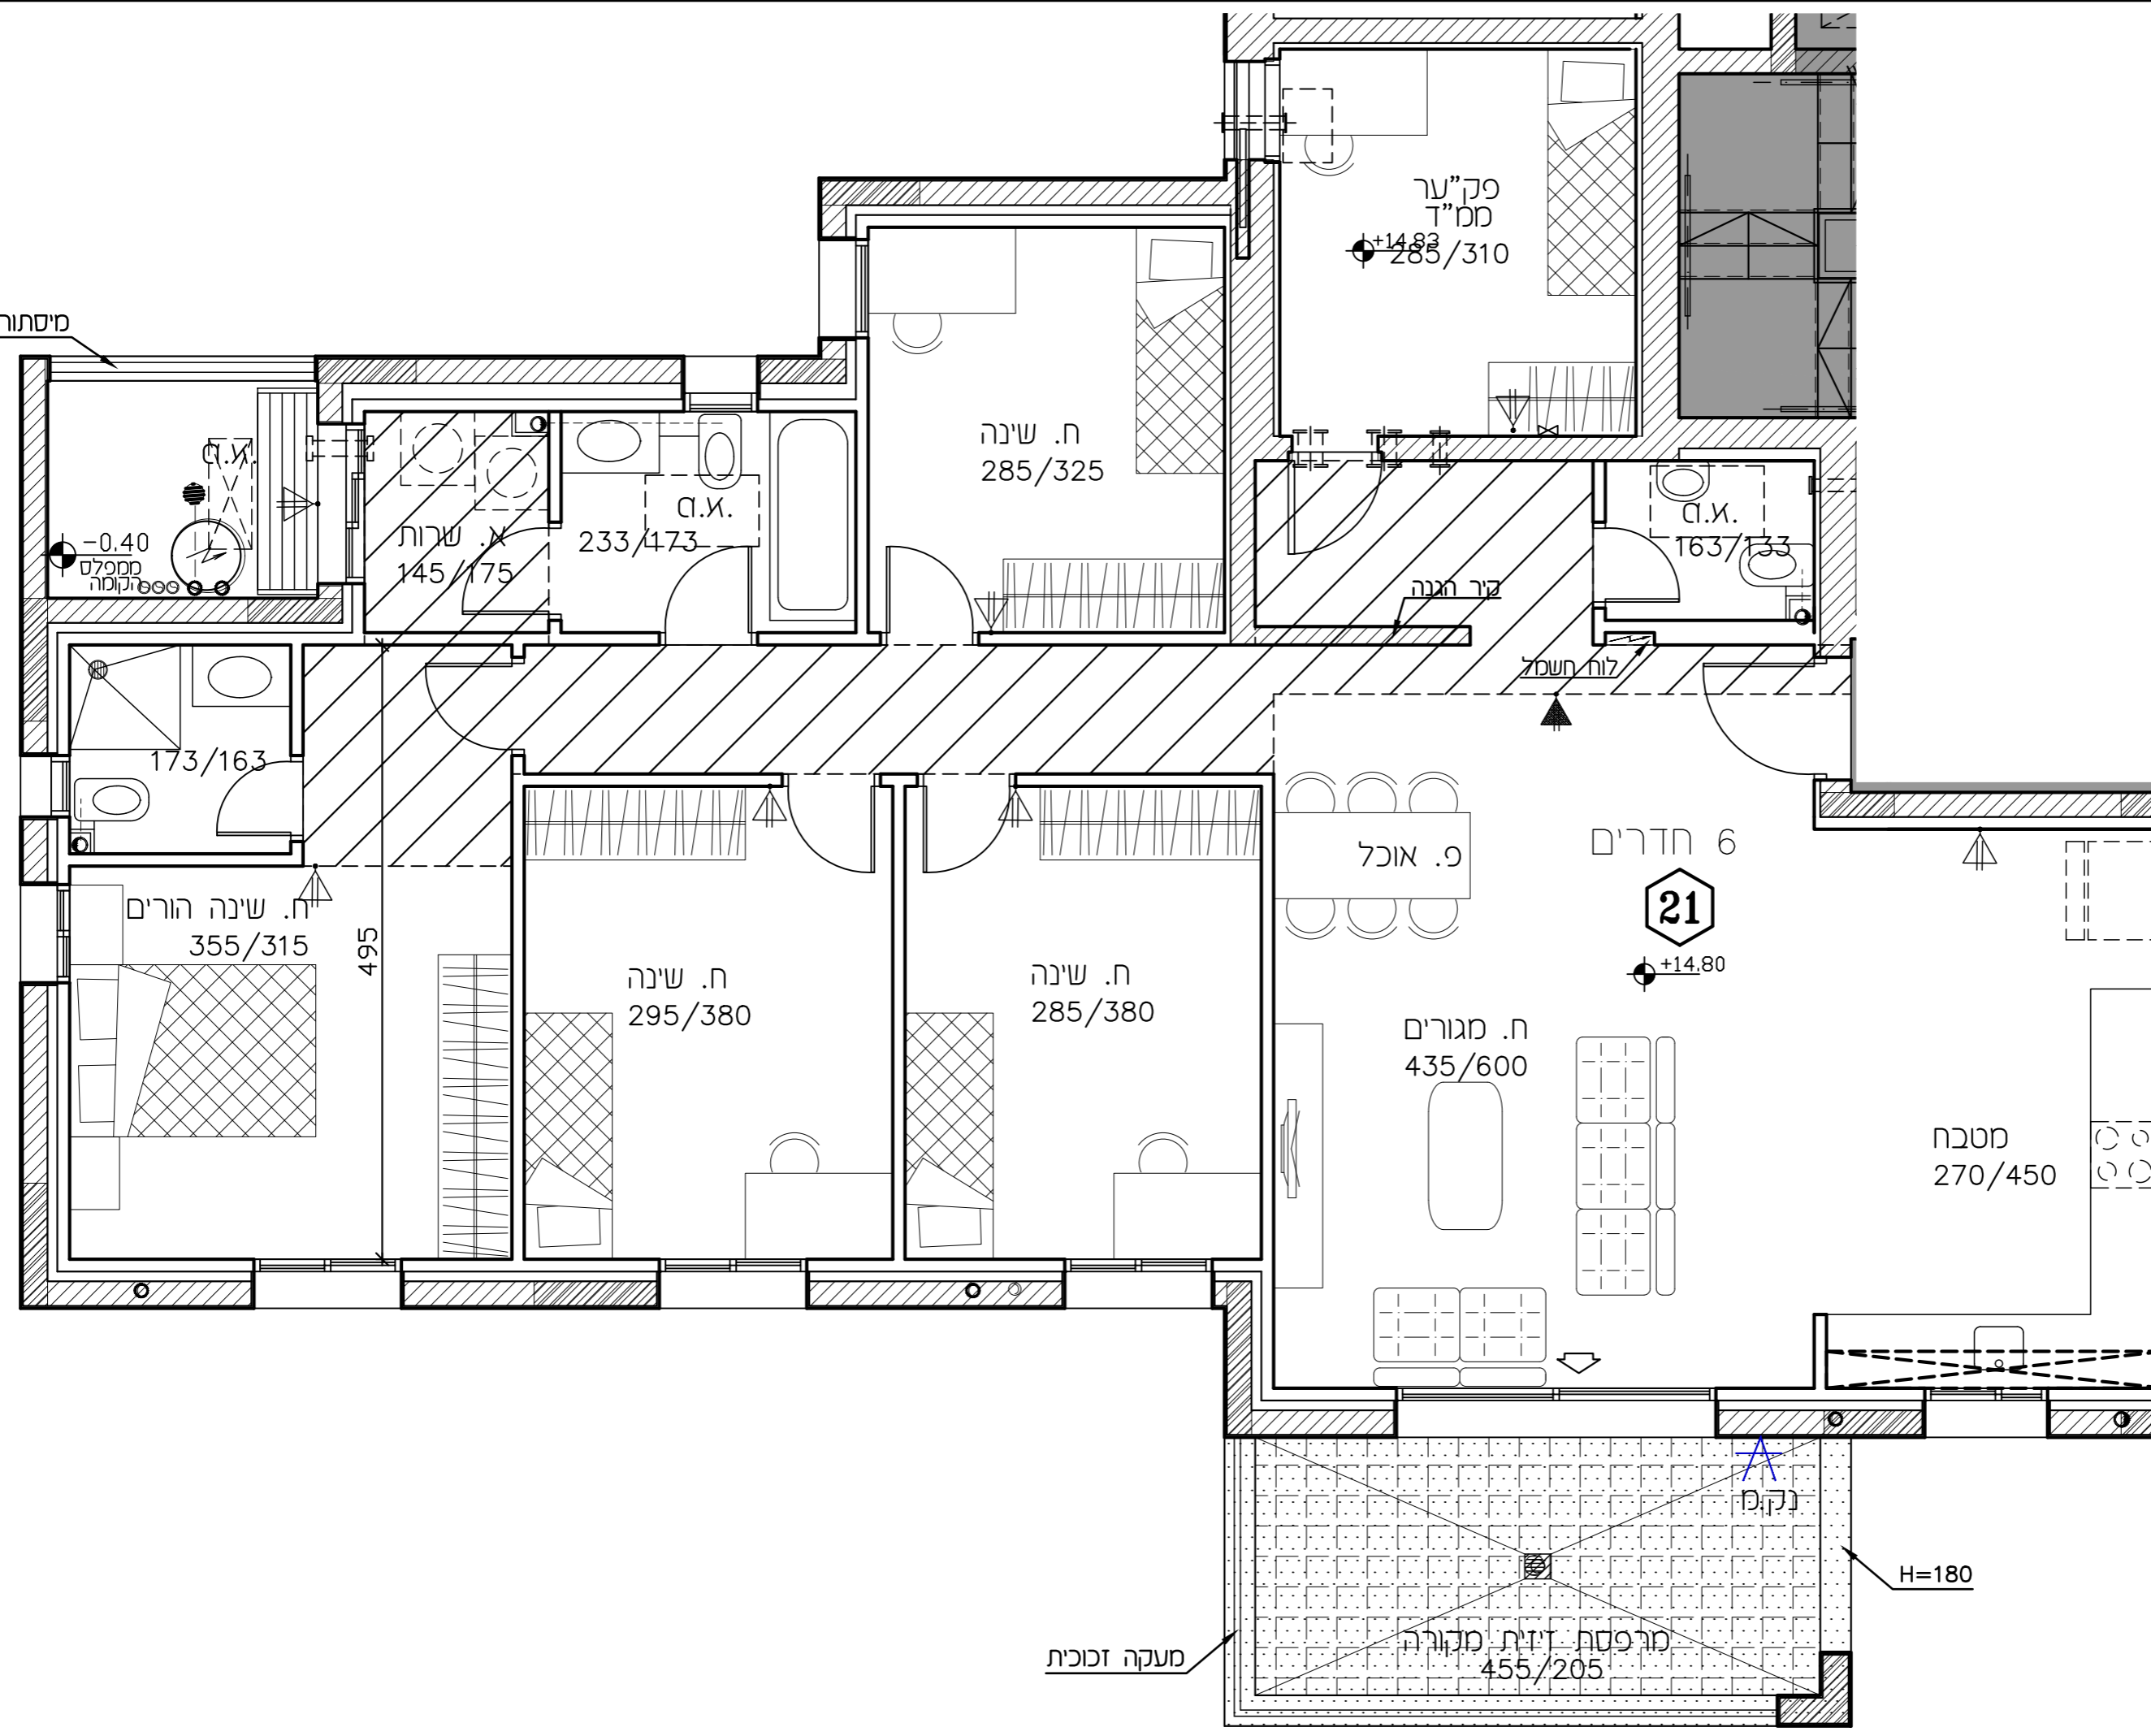 פק"ער
ממ"ד
+14.83
285/310
מיסתור
ח. שינה
285/325
א.ם.
-0.40
ממפלס
הקומה
א. שרות
145/175
א.ם.
233/173
א.ם.
163/133
קיר הגנה
לוח חשמל
173/163
ח. שינה הורים
355/315
495
ח. שינה
295/380
ח. שינה
285/380
פ. אוכל
6 חדרים
21
+14.80
ח. מגורים
435/600
מטבח
270/450
נק.מ
H=180
מעקה זכוכית
מרפסת זיזית מקורה
455/205